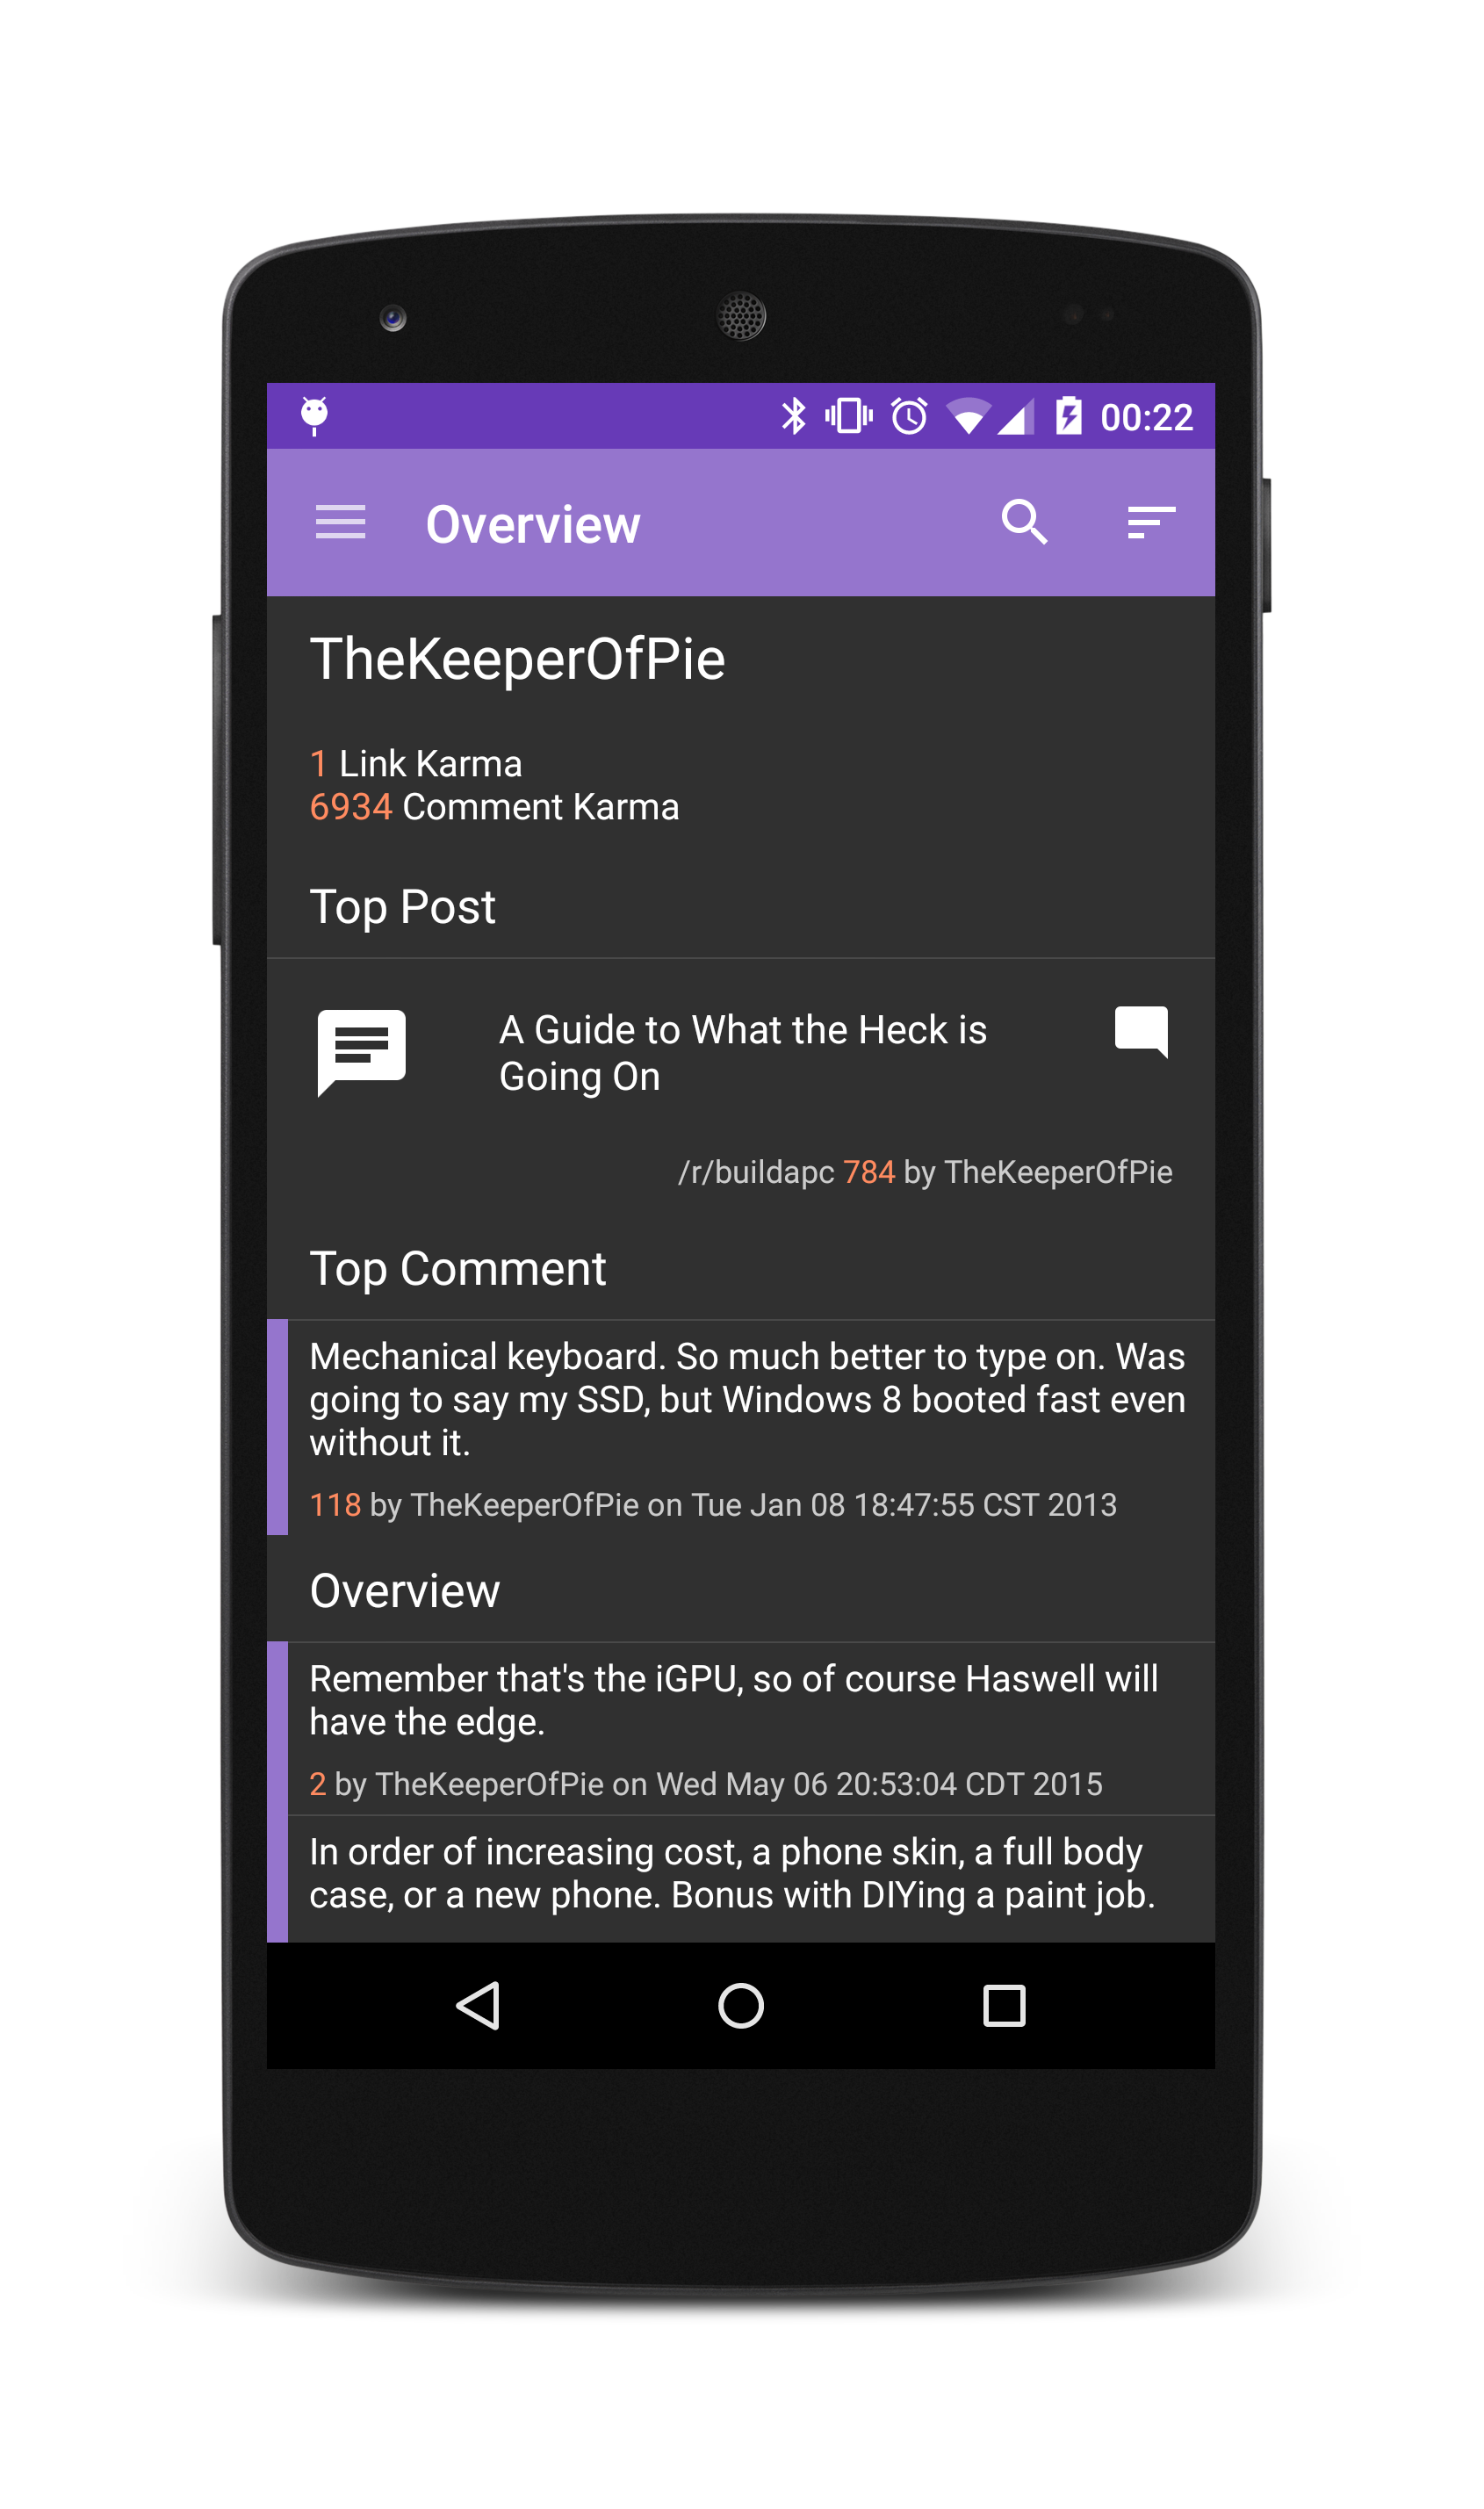 00:22
Overview
TheKeeperOfPie
1 Link Karma
6934 Comment Karma
Top Post
A Guide to What the Heck is
Going On
/r/buildapc 784 by TheKeeperOfPie
Top Comment
Mechanical keyboard. So much better to type on. Was
going to say my SSD, but Windows 8 booted fast even
without it.
118 by TheKeeperOfPie on Tue Jan 08 18:47:55 CST 2013
Overview
Remember that's the iGPU, so of course Haswell will
have the edge.
2 by TheKeeperOfPie on Wed May 06 20:53:04 CDT 2015
In order of increasing cost, a phone skin, a full body
case, or a new phone. Bonus with DIYing a paint job.